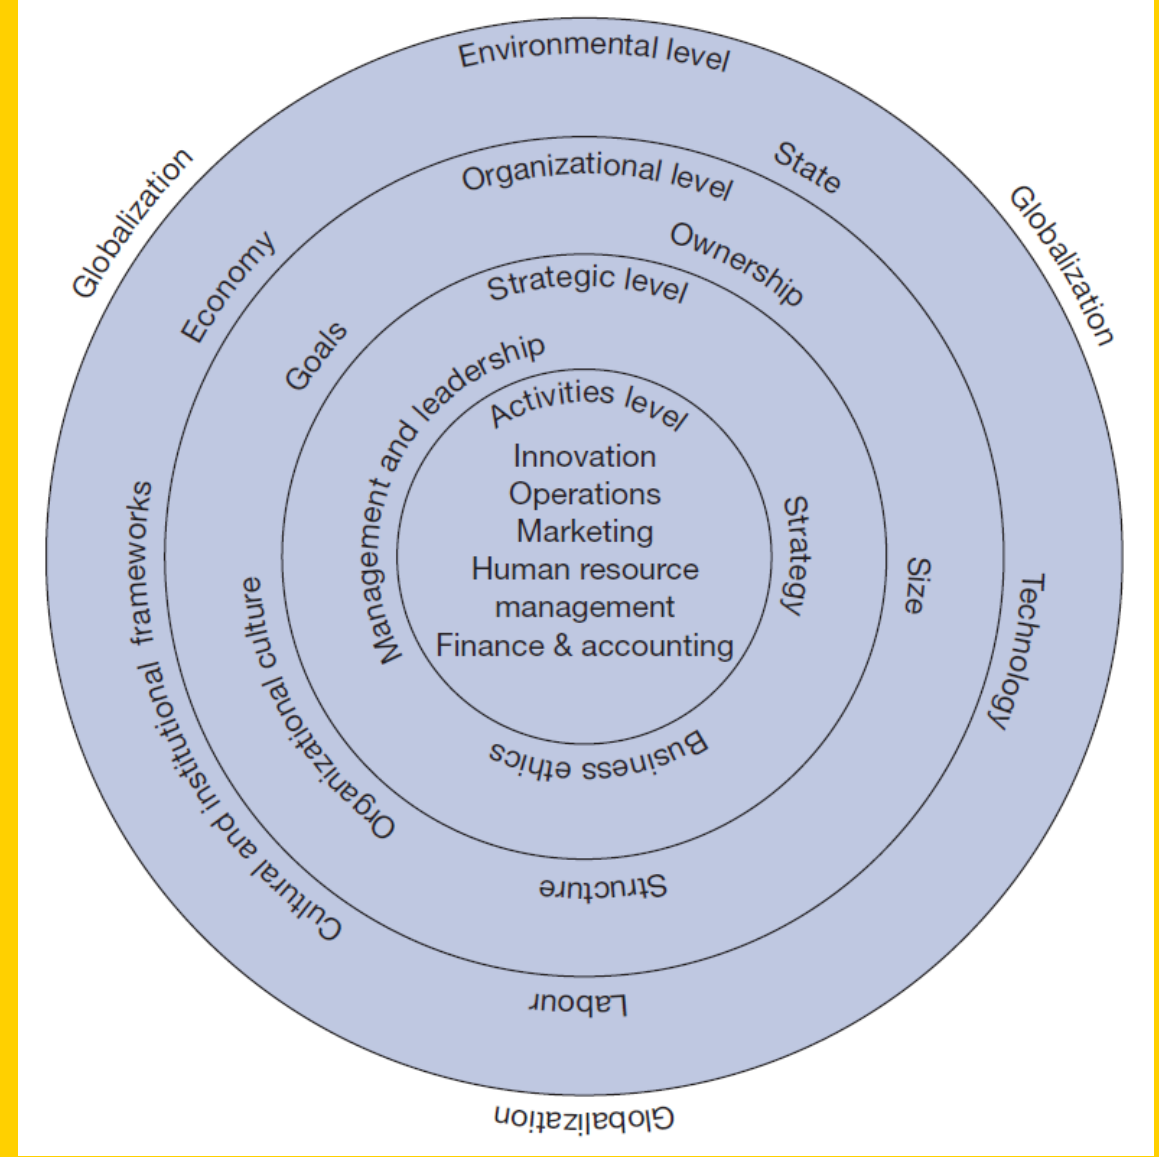 Environmental level
State
Technology
Labour
Cultural and institutional frameworks
Economy
Organizational level
Ownership
Size
Structure
Organizational culture
Goals
Strategic level
Strategy
Business ethics
Management and leadership
Activities level
Innovation
Operations
Marketing
Human resource
management
Finance & accounting
Globalization
Globalization
Globalization